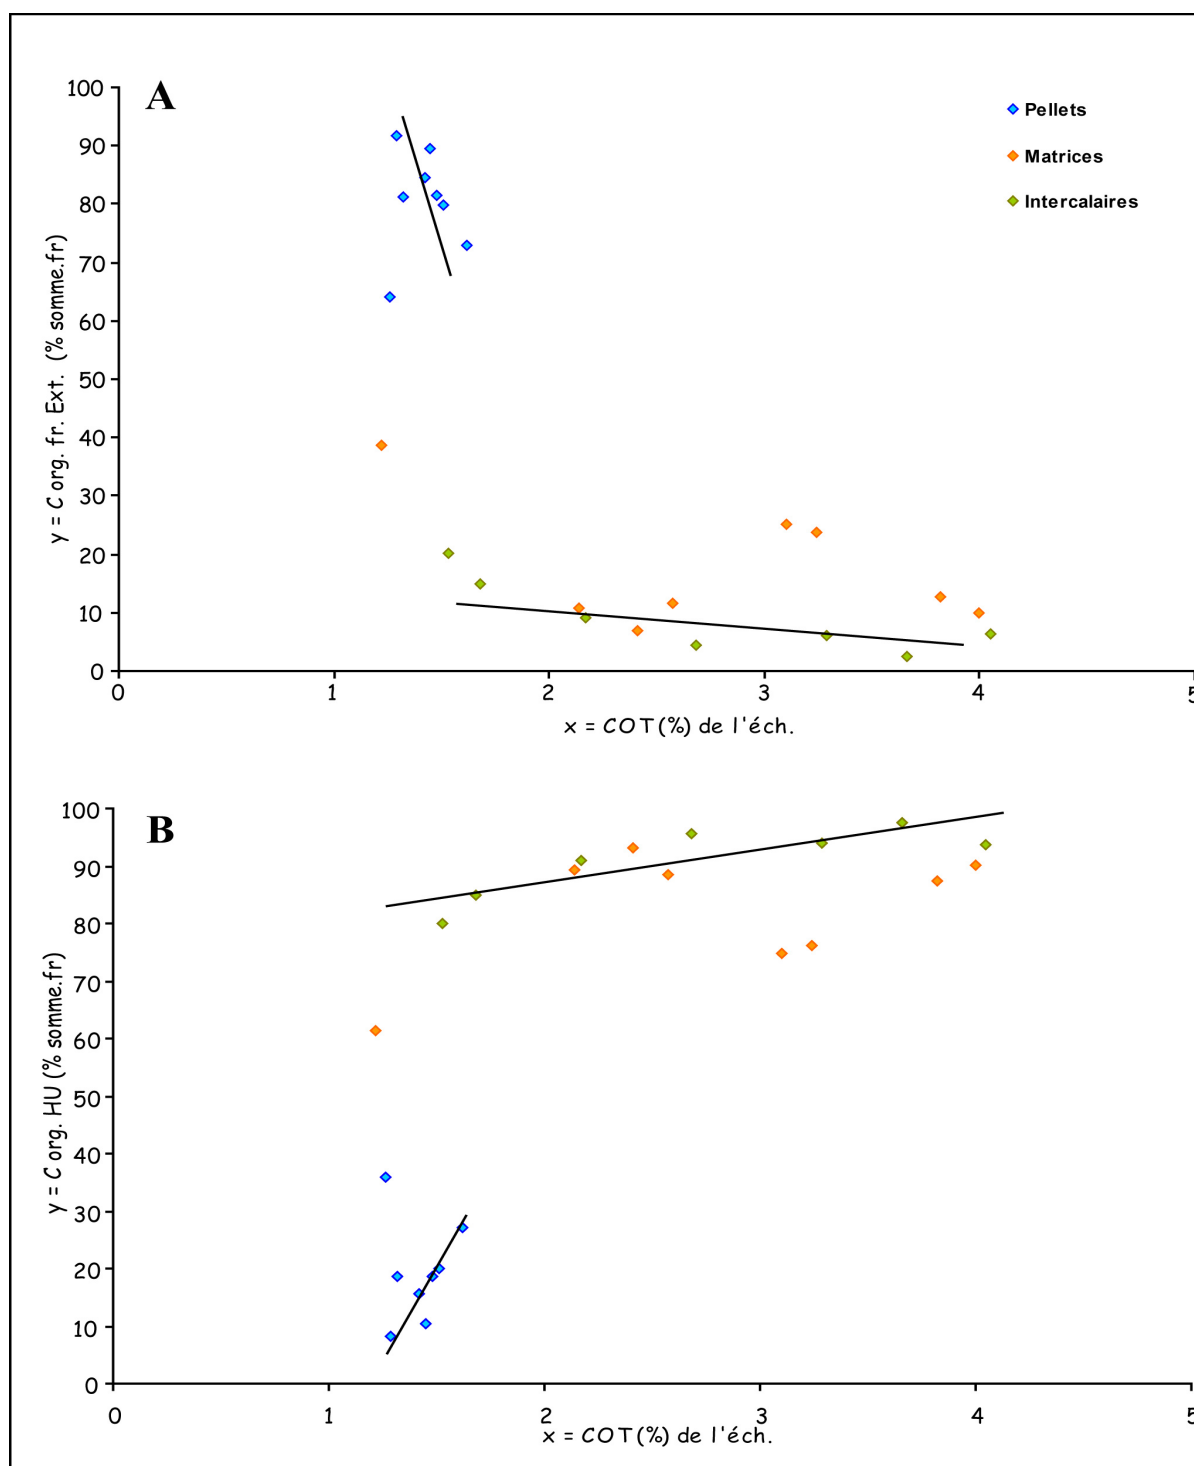 A
Pellets
Matrices
Intercalaires
100
90
80
70
60
50
40
30
20
10
0
y = C org. fr. Ext. (% somme.fr)
0 1 2 3 4 5
x = COT(%) de l'éch.
B
100
90
80
70
60
50
40
30
20
10
0
y = C org. HU (% somme.fr)
0 1 2 3 4 5
x = COT(%) de l'éch.